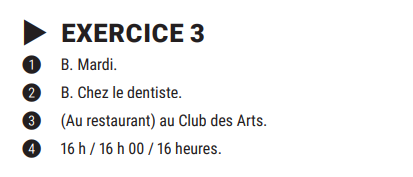 EXERCICE 3
1 B. Mardi.
2 B. Chez le dentiste.
3 (Au restaurant) au Club des Arts.
4 16 h / 16 h 00 / 16 heures.